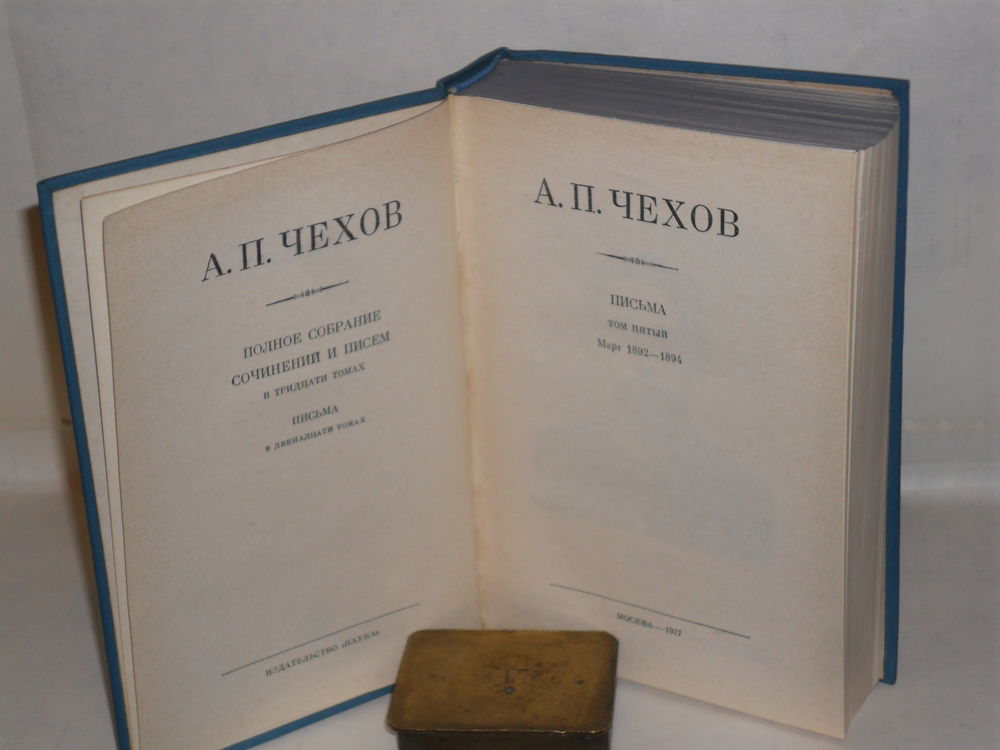 А. П. ЧЕХОВ
ПОЛНОЕ СОБРАНИЕ
СОЧИНЕНИЙ И ПИСЕМ
В ТРИДЦАТИ ТОМАХ
ПИСЬМА
В ДВЕНАДЦАТИ ТОМАХ
ИЗДАТЕЛЬСТВО «НАУКА»
А. П. ЧЕХОВ
ПИСЬМА
ТОМ ПЯТЫЙ
Март 1892—1894
МОСКВА — 1977